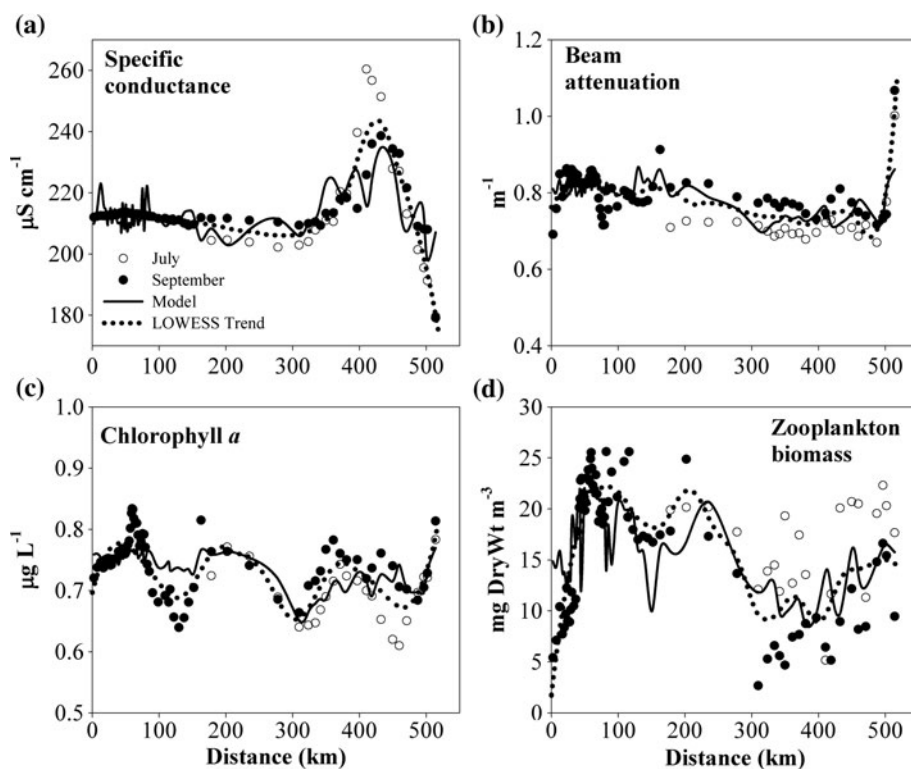 (a)
Specific
conductance
260
240
220
210
200
180
μS cm⁻¹
July
September
Model
LOWESS Trend
0 100 200 300 400 500
(b)
Beam
attenuation
1.2
1.0
0.8
0.6
0.4
m⁻¹
0 100 200 300 400 500
(c)
Chlorophyll a
1.0
0.9
0.8
0.7
0.6
0.5
μg L⁻¹
0 100 200 300 400 500
Distance (km)
(d)
Zooplankton
biomass
30
25
20
15
10
5
0
mg DryWt m⁻³
0 100 200 300 400 500
Distance (km)